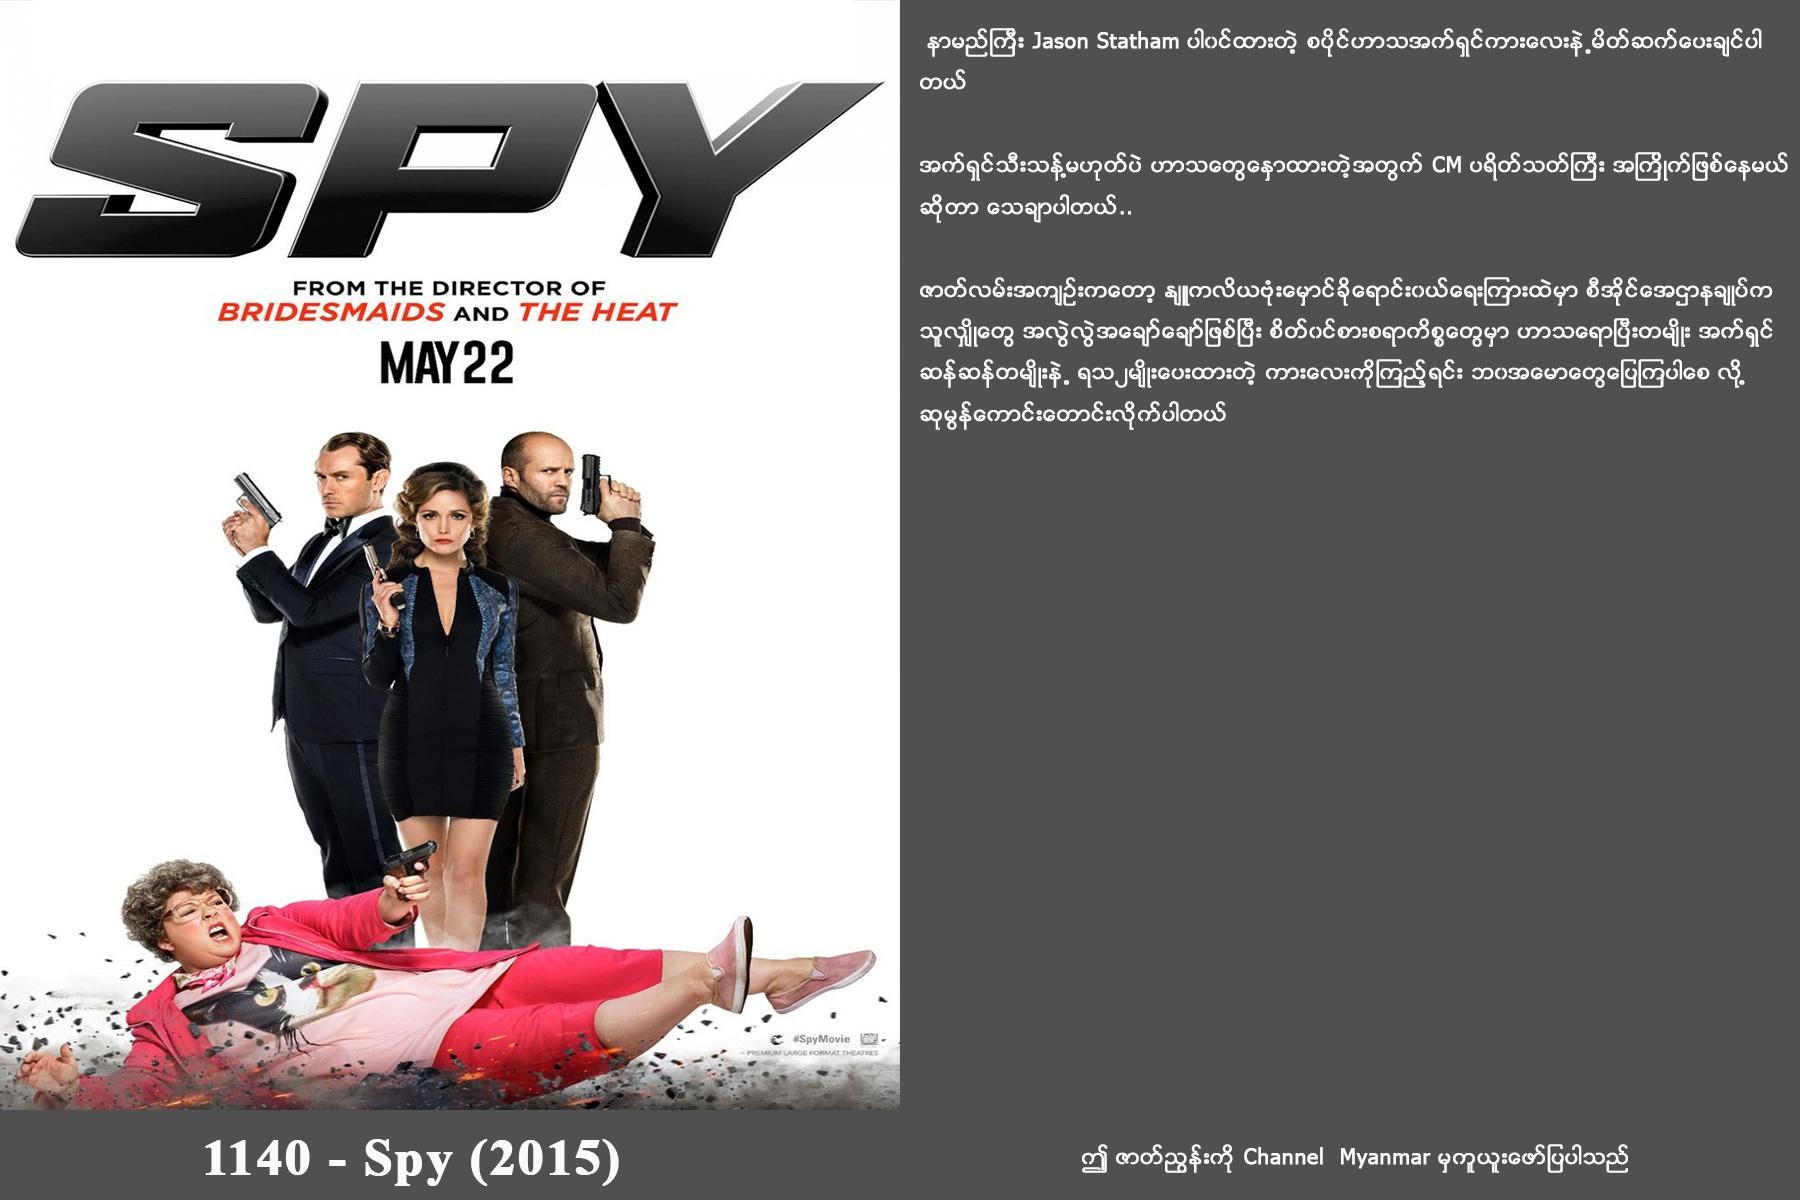 SPY
FROM THE DIRECTOR OF
BRIDESMAIDS AND THE HEAT
MAY 22
#SpyMovie
IN PREMIUM LARGE FORMAT THEATRES
1140 - Spy (2015)
နာမည်ကြီး Jason Statham ပါဝင်ထားတဲ့ စပိုင်ဟာသအက်ရှင်ကားလေးနဲ့မိတ်ဆက်ပေးချင်ပါ
တယ်
အက်ရှင်သီးသန့်မဟုတ်ပဲ ဟာသတွေနှောထားတဲ့အတွက် CM ပရိတ်သတ်ကြီး အကြိုက်ဖြစ်နေမယ်
ဆိုတာ သေချာပါတယ်..
ဇာတ်လမ်းအကျဉ်းကတော့ နျူကလိယဗုံးမှောင်ခိုရောင်းဝယ်ရေးကြားထဲမှာ စီအိုင်အေဌာနချုပ်က
သူလျှိုတွေ အလွဲလွဲအချော်ချော်ဖြစ်ပြီး စိတ်ဝင်စားစရာကိစ္စတွေမှာ ဟာသရောပြီးတမျိုး အက်ရှင်
ဆန်ဆန်တမျိုးနဲ့ ရသ၂မျိုးပေးထားတဲ့ ကားလေးကိုကြည့်ရင်း ဘဝအမောတွေပြေကြပါစေ လို့
ဆုမွန်ကောင်းတောင်းလိုက်ပါတယ်
ဤ ဇာတ်ညွှန်းကို Channel Myanmar မှကူယူးဖော်ပြပါသည်